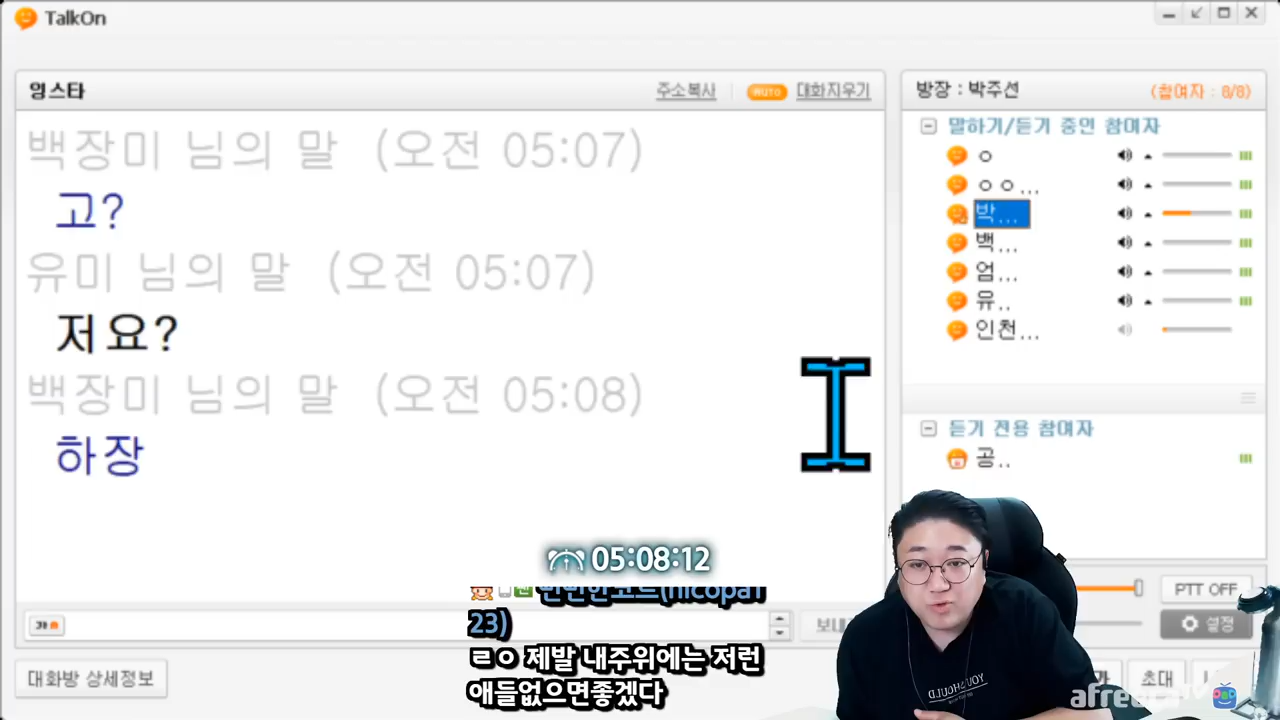 TalkOn
잉스타
주소복사
AUTO 대화지우기
백장미 님의 말 (오전 05:07)
고?
유미 님의 말 (오전 05:07)
저요?
백장미 님의 말 (오전 05:08)
하장
방장 : 박주선
(참여자 : 8/8)
말하기/듣기 중인 참여자
ㅇ
ㅇㅇ...
박...
백...
엄...
유..
인천...
듣기 전용 참여자
공..
PTT OFF
설정
초대
05:08:12
23)
ㄹㅇ 제발 내주위에는 저런
애들없으면좋겠다
대화방 상세정보
YOU SHOULD